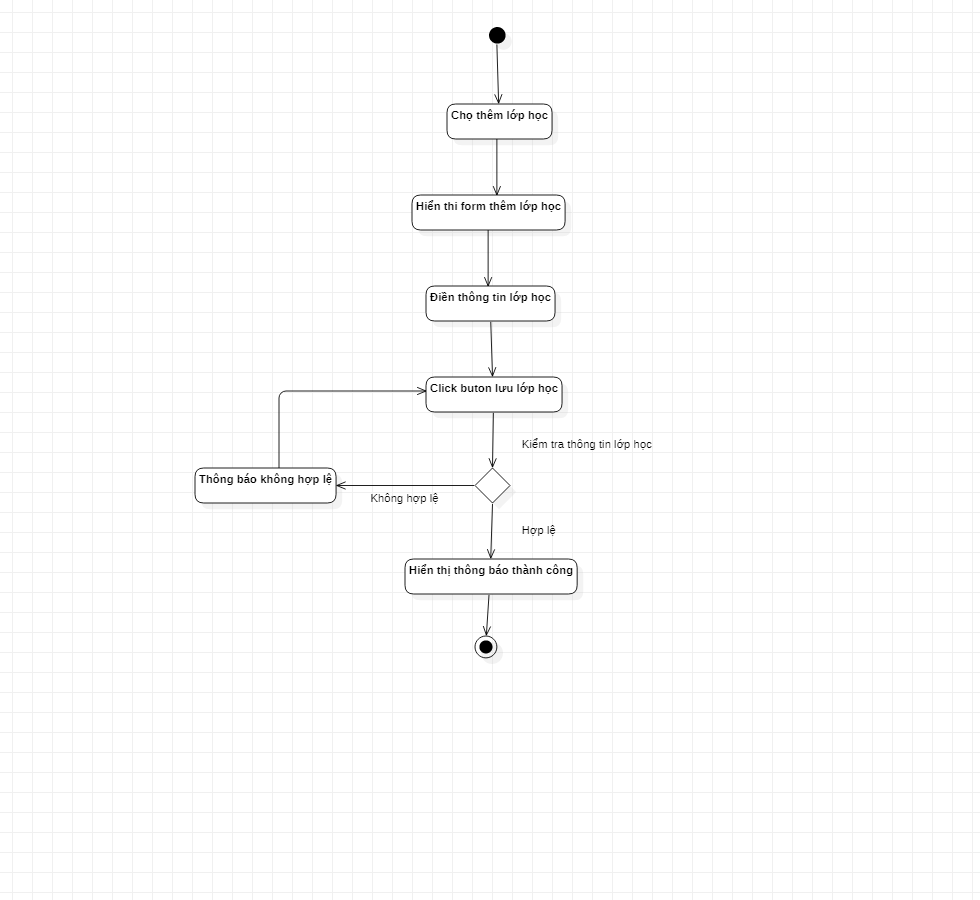 Chọ thêm lớp học
Hiển thi form thêm lớp học
Điền thông tin lớp học
Click buton lưu lớp học
Kiểm tra thông tin lớp học
Thông báo không hợp lệ
Không hợp lệ
Hợp lệ
Hiển thị thông báo thành công